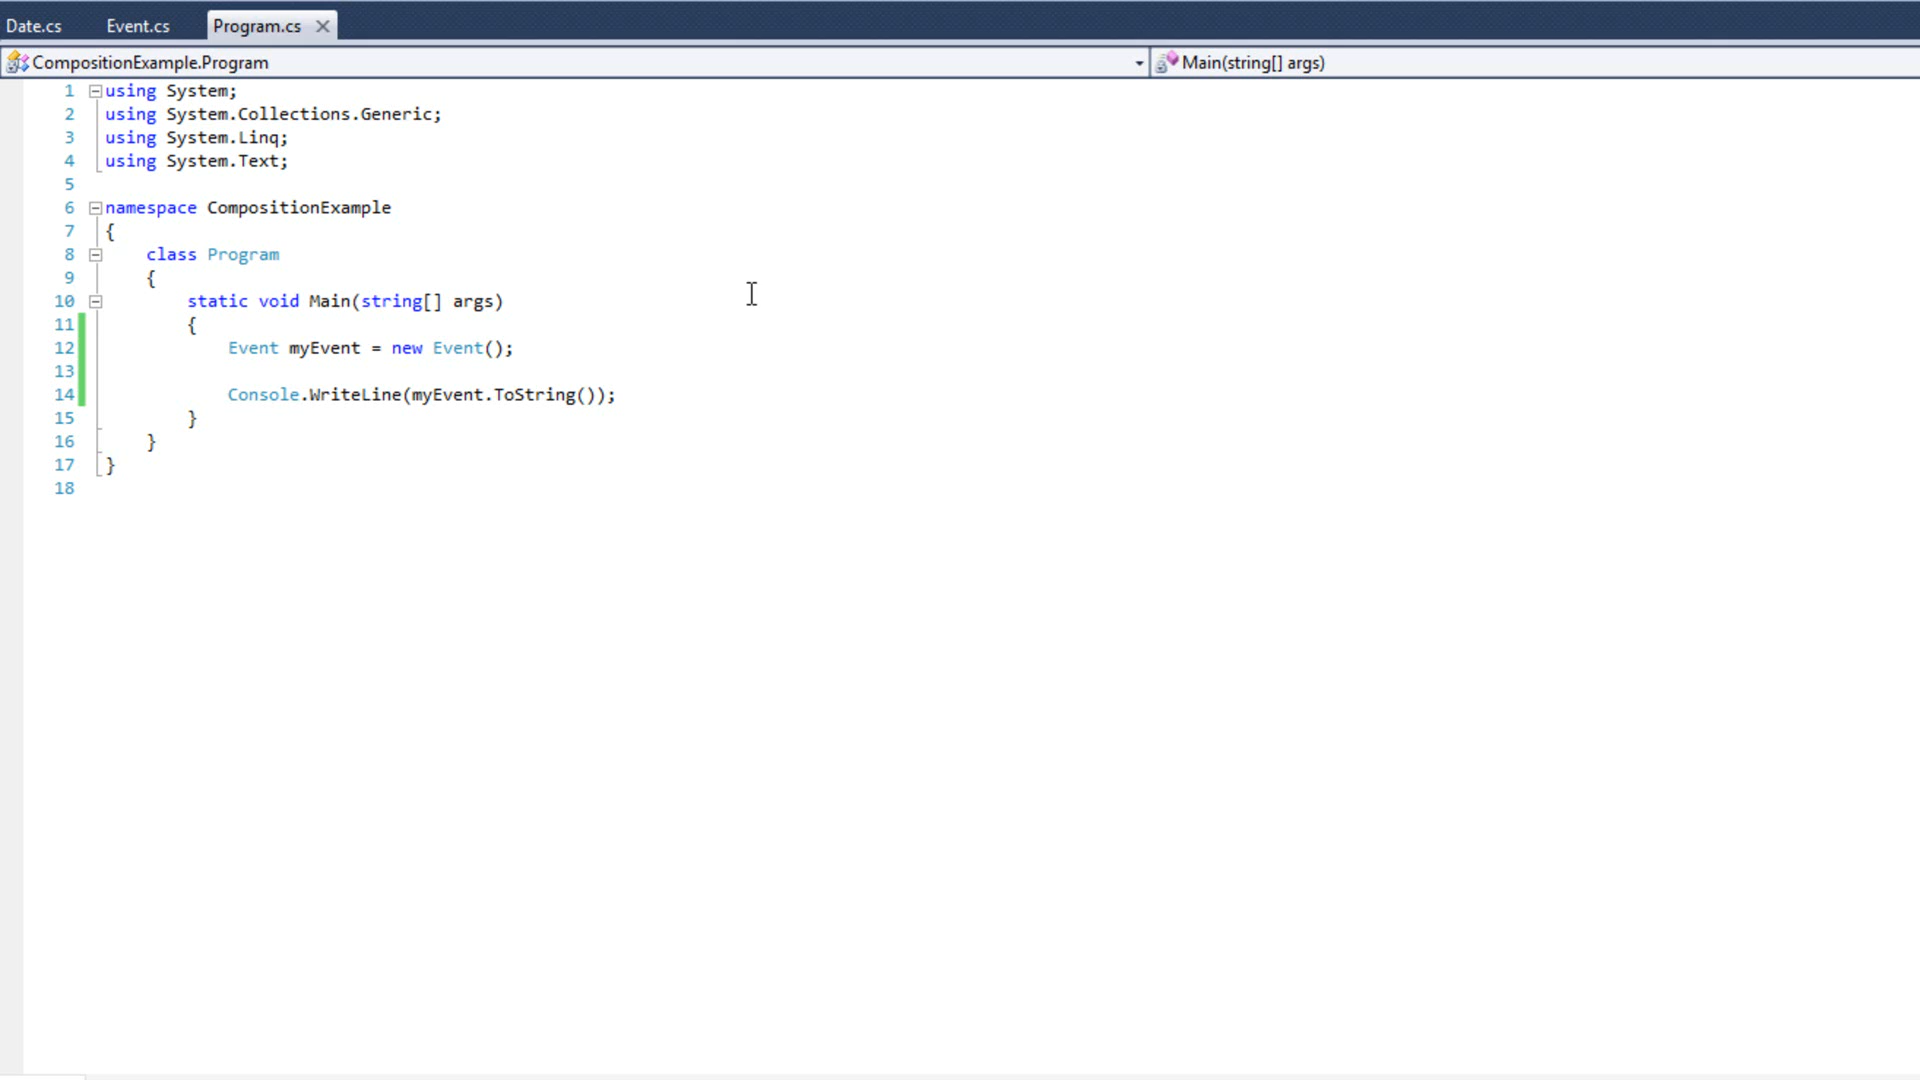 Date.cs Event.cs Program.cs
CompositionExample.Program Main(string[] args)
1 using System;
2 using System.Collections.Generic;
3 using System.Linq;
4 using System.Text;
5
6 namespace CompositionExample
7 {
8 class Program
9 {
10 static void Main(string[] args)
11 {
12 Event myEvent = new Event();
13
14 Console.WriteLine(myEvent.ToString());
15 }
16 }
17 }
18